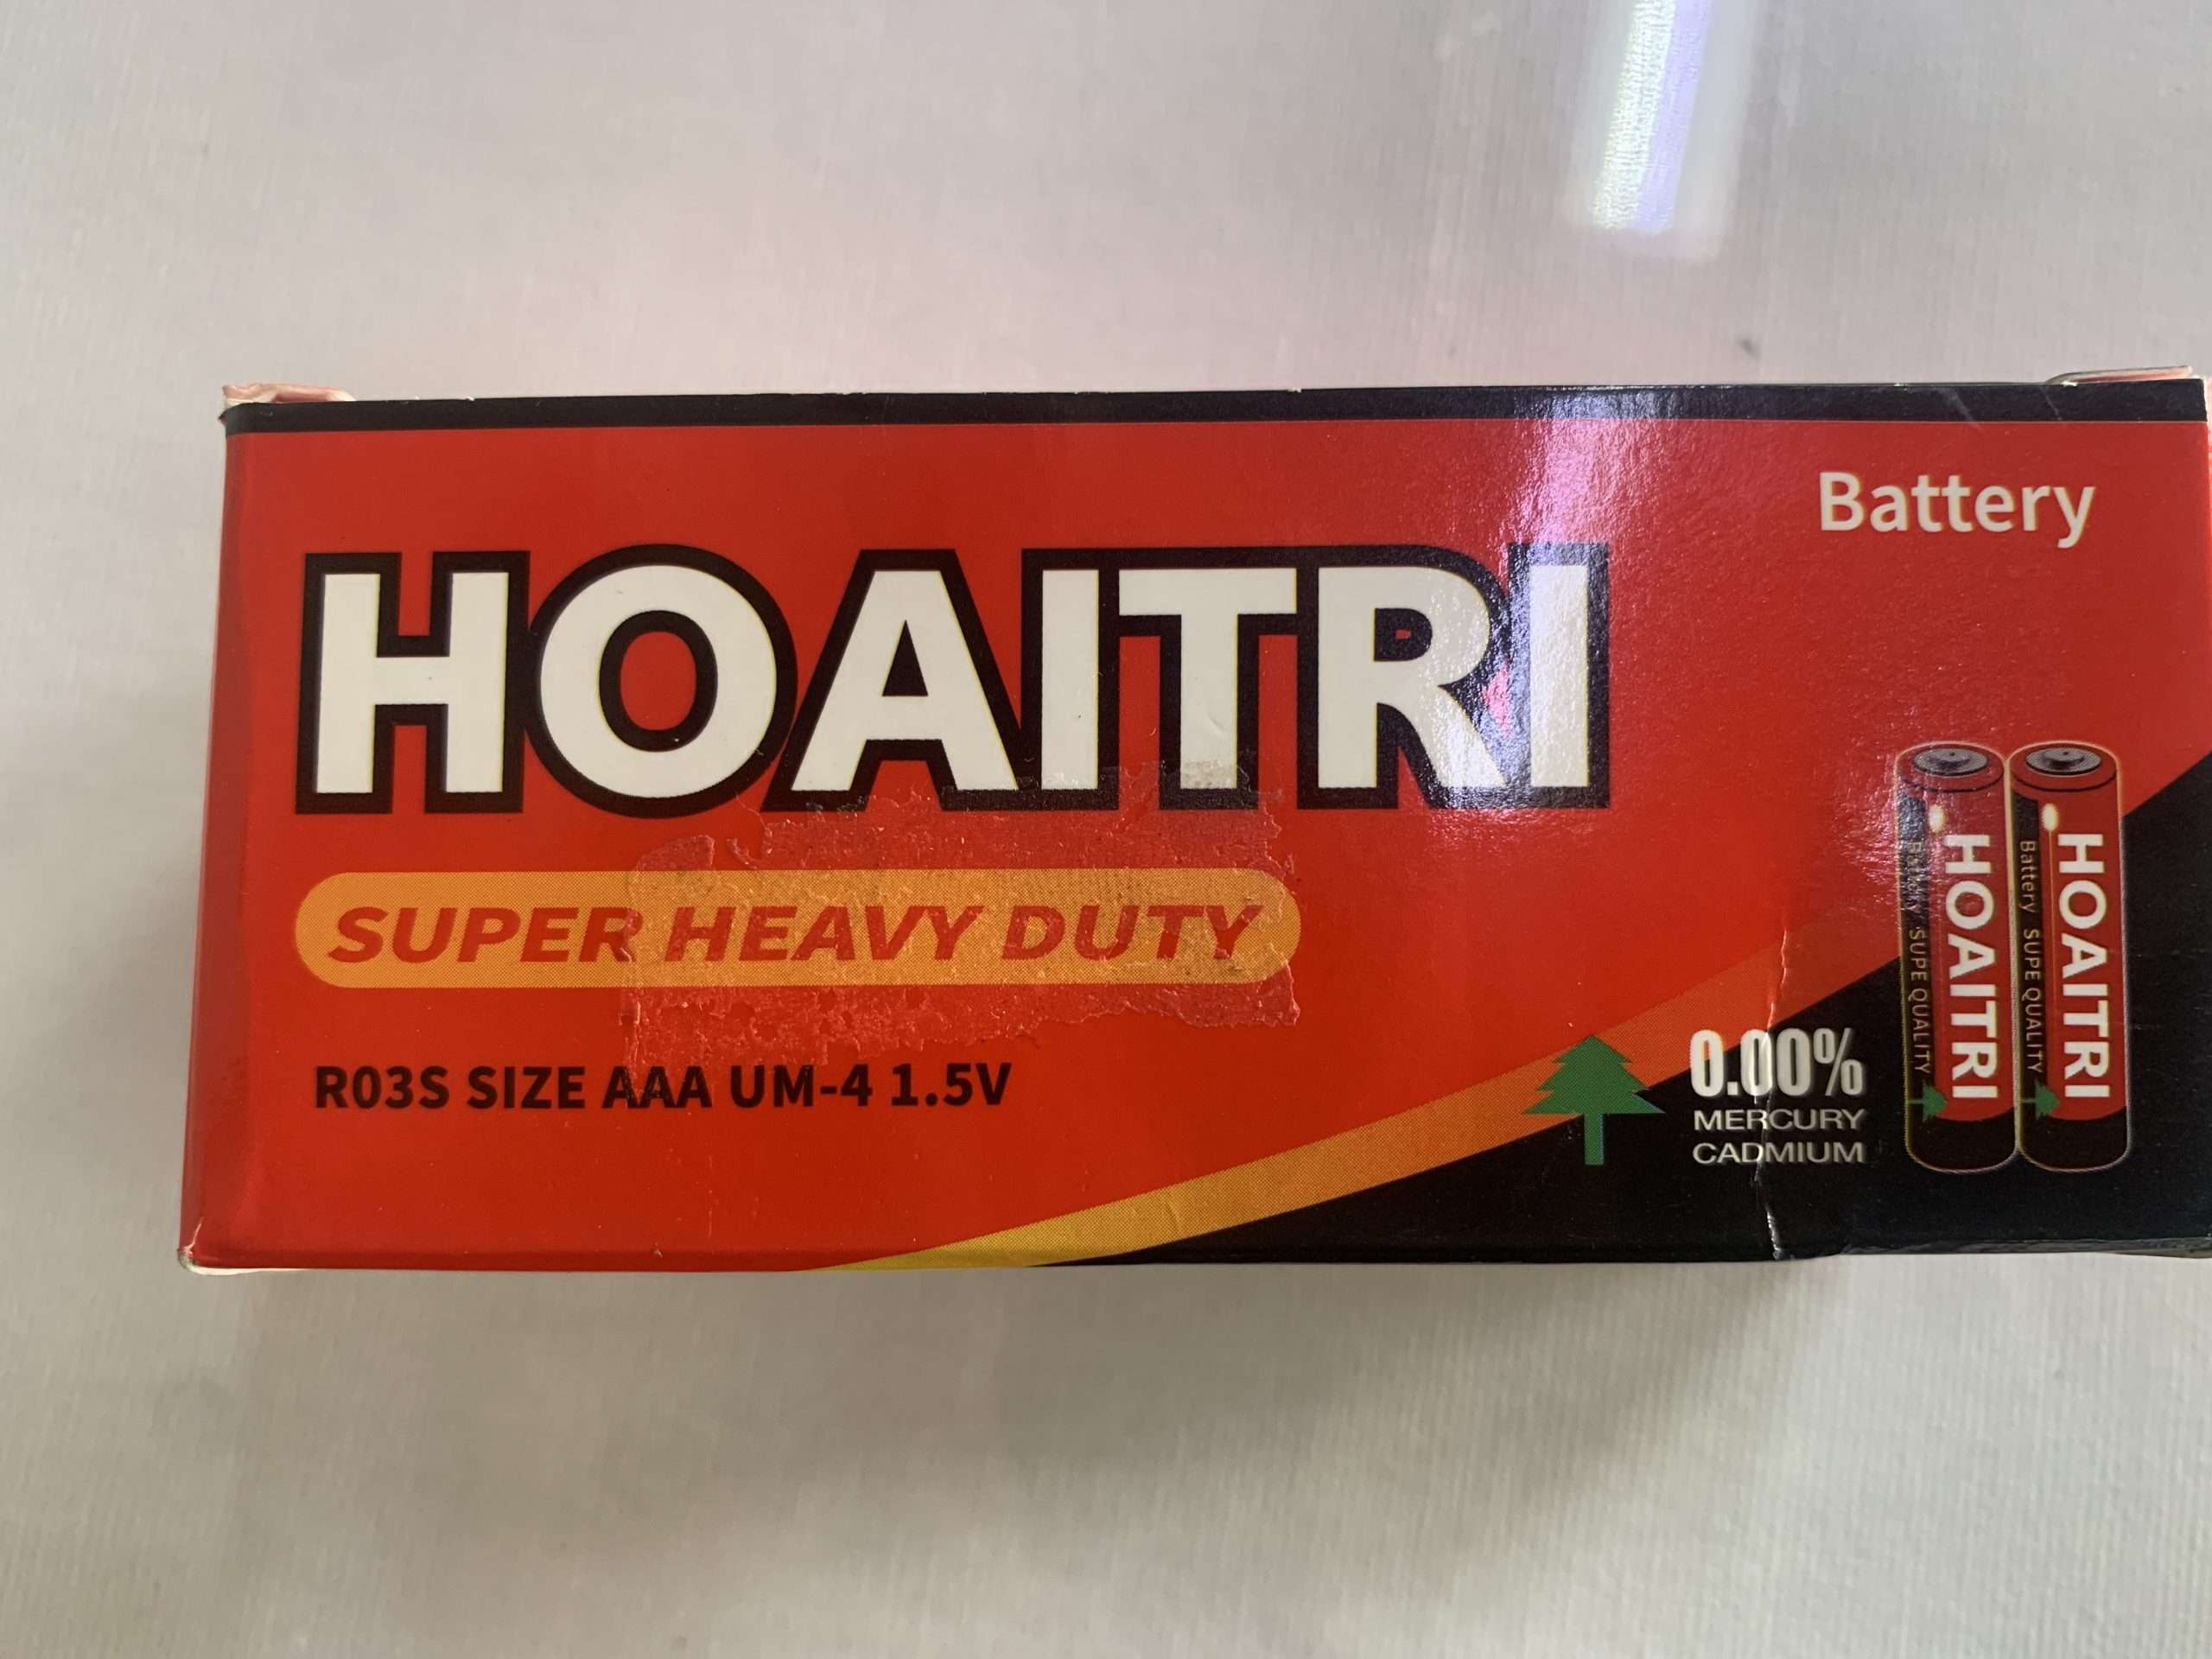 Battery
HOAITRI
SUPER HEAVY DUTY
R03S SIZE AAA UM-4 1.5V
0.00%
MERCURY
CADMIUM
HOAITRI
Battery SUPE QUALITY
HOAITRI
Battery SUPE QUALITY